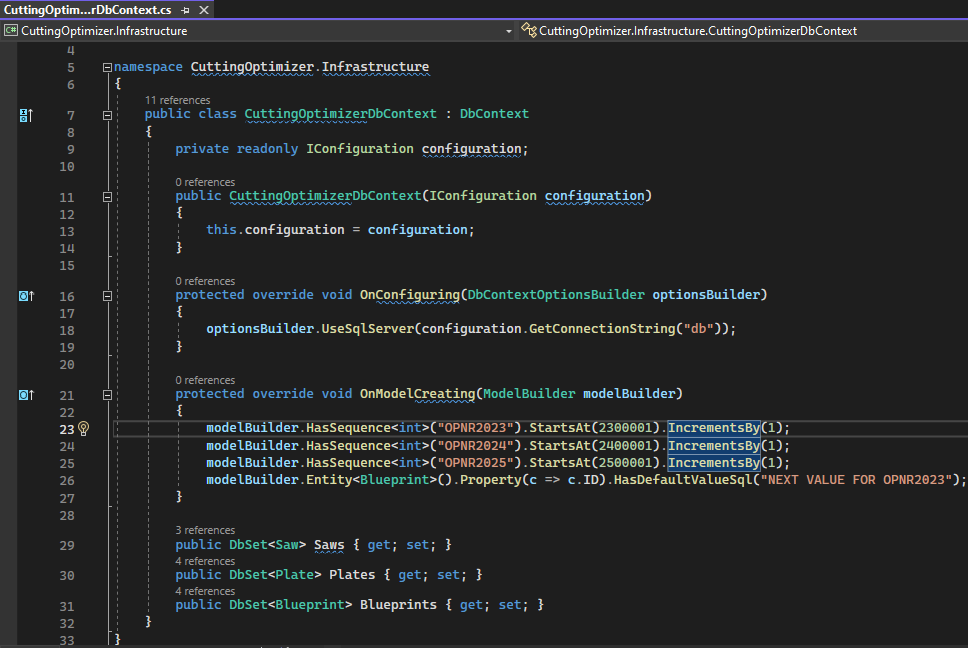 CuttingOptim...rDbContext.cs
C# CuttingOptimizer.Infrastructure CuttingOptimizer.Infrastructure.CuttingOptimizerDbContext
4
5 namespace CuttingOptimizer.Infrastructure
6 {
11 references
7 public class CuttingOptimizerDbContext : DbContext
8 {
9 private readonly IConfiguration configuration;
10
0 references
11 public CuttingOptimizerDbContext(IConfiguration configuration)
12 {
13 this.configuration = configuration;
14 }
15
0 references
16 protected override void OnConfiguring(DbContextOptionsBuilder optionsBuilder)
17 {
18 optionsBuilder.UseSqlServer(configuration.GetConnectionString("db"));
19 }
20
0 references
21 protected override void OnModelCreating(ModelBuilder modelBuilder)
22 {
23 modelBuilder.HasSequence<int>("OPNR2023").StartsAt(2300001).IncrementsBy(1);
24 modelBuilder.HasSequence<int>("OPNR2024").StartsAt(2400001).IncrementsBy(1);
25 modelBuilder.HasSequence<int>("OPNR2025").StartsAt(2500001).IncrementsBy(1);
26 modelBuilder.Entity<Blueprint>().Property(c => c.ID).HasDefaultValueSql("NEXT VALUE FOR OPNR2023");
27 }
28
3 references
29 public DbSet<Saw> Saws { get; set; }
4 references
30 public DbSet<Plate> Plates { get; set; }
4 references
31 public DbSet<Blueprint> Blueprints { get; set; }
32 }
33 }